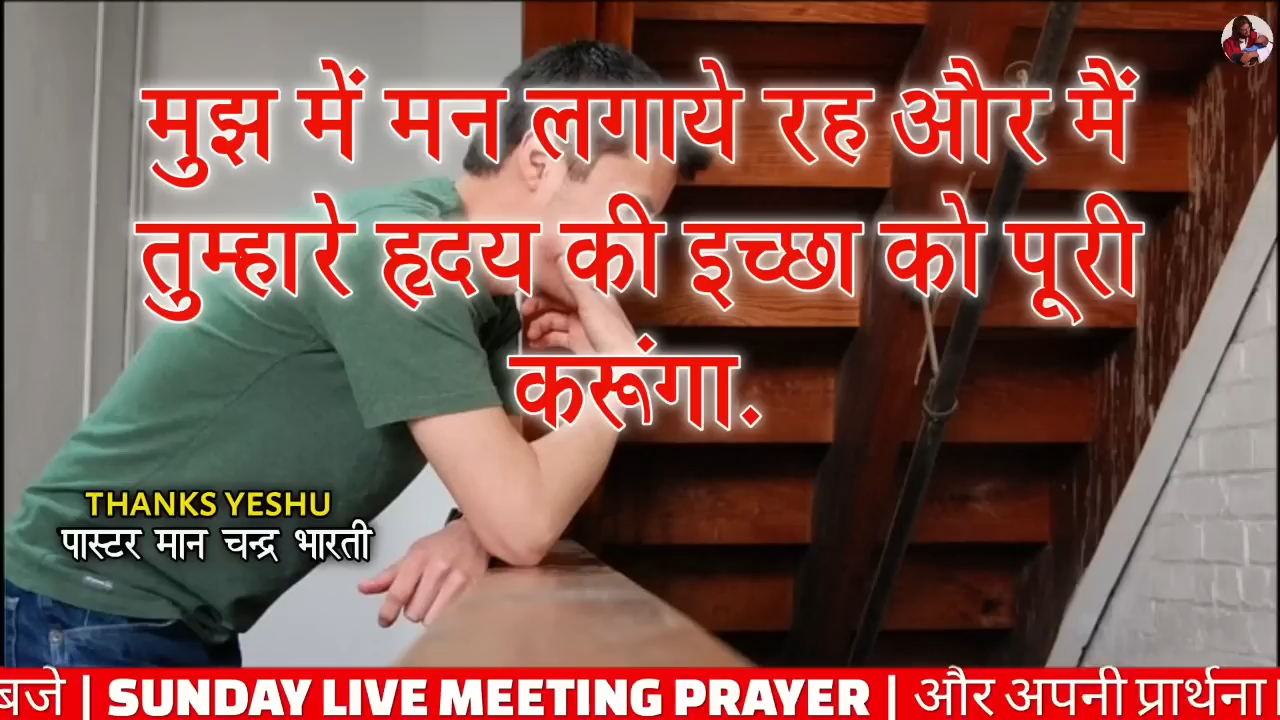 मुझ में मन लगाये रह और मैं
तुम्हारे हृदय की इच्छा को पूरी
करूंगा.
THANKS YESHU
पास्टर मान चन्द्र भारती
बजे | SUNDAY LIVE MEETING PRAYER | और अपनी प्रार्थना